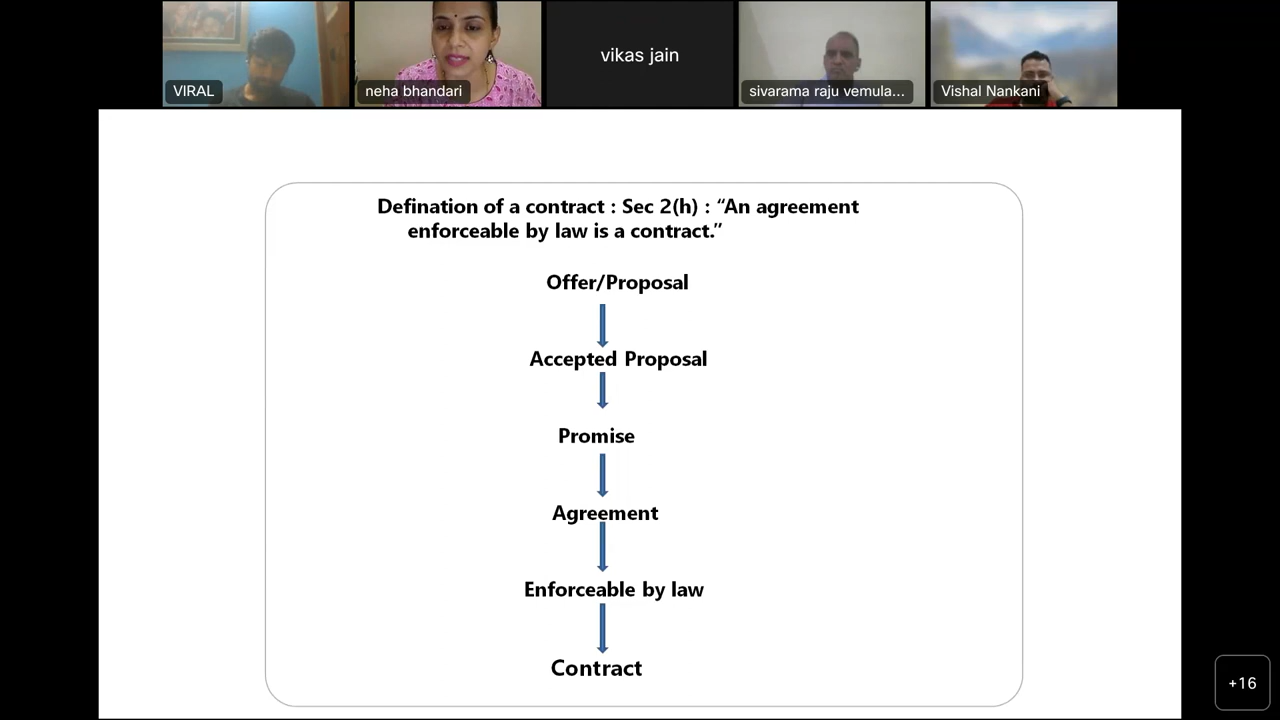 VIRAL
neha bhandari
vikas jain
sivarama raju vemula...
Vishal Nankani
Defination of a contract : Sec 2(h) : “An agreement
enforceable by law is a contract.”
Offer/Proposal
Accepted Proposal
Promise
Agreement
Enforceable by law
Contract
+16